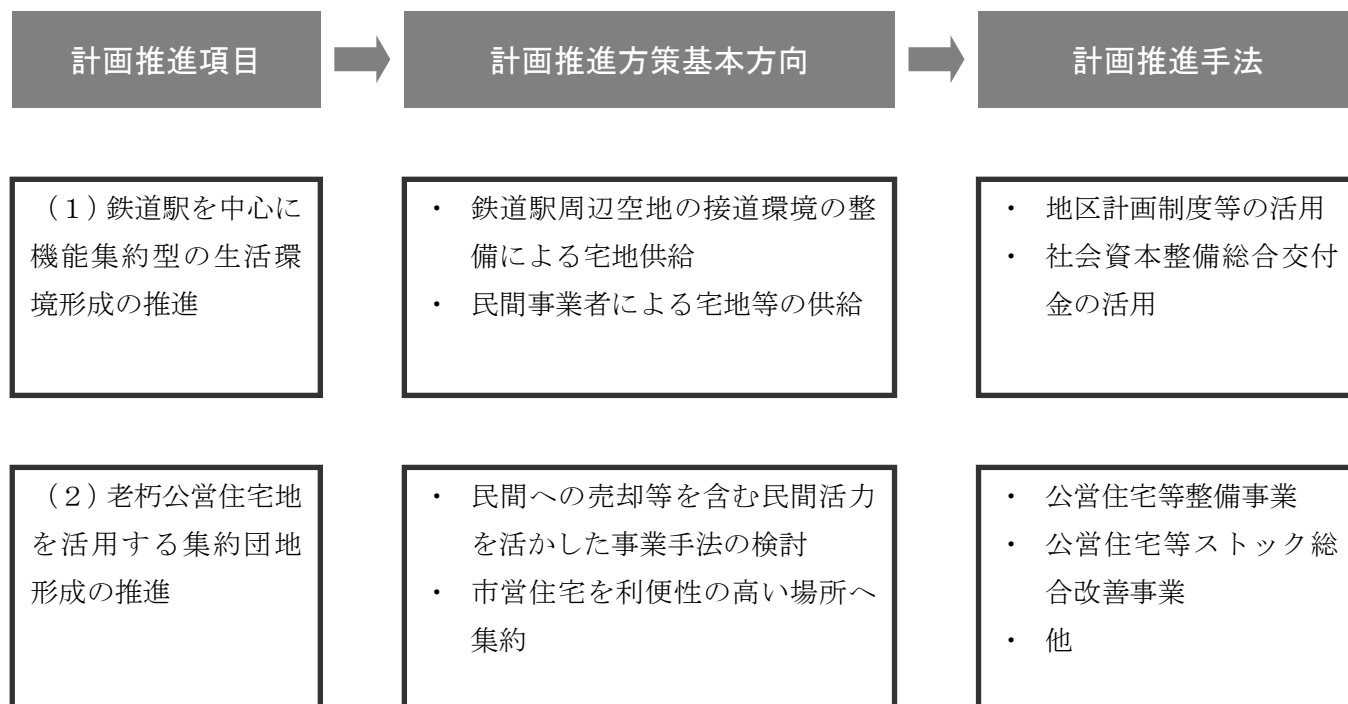 計画推進項目
計画推進方策基本方向
計画推進手法
（１）鉄道駅を中心に
機能集約型の生活環
境形成の推進
・ 鉄道駅周辺空地の接道環境の整
備による宅地供給
・ 民間事業者による宅地等の供給
・ 地区計画制度等の活用
・ 社会資本整備総合交付
金の活用
（２）老朽公営住宅地
を活用する集約団地
形成の推進
・ 民間への売却等を含む民間活力
を活かした事業手法の検討
・ 市営住宅を利便性の高い場所へ
集約
・ 公営住宅等整備事業
・ 公営住宅等ストック総
合改善事業
・ 他